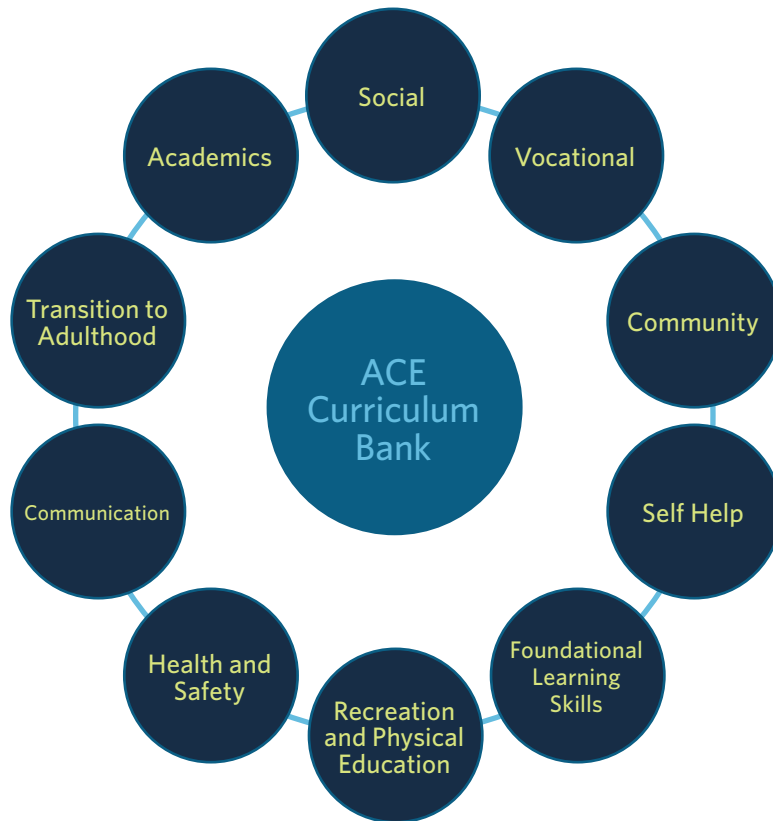 Social
Vocational
Community
Self Help
Foundational
Learning
Skills
Recreation
and Physical
Education
Health and
Safety
Communication
Transition to
Adulthood
Academics
ACE
Curriculum
Bank